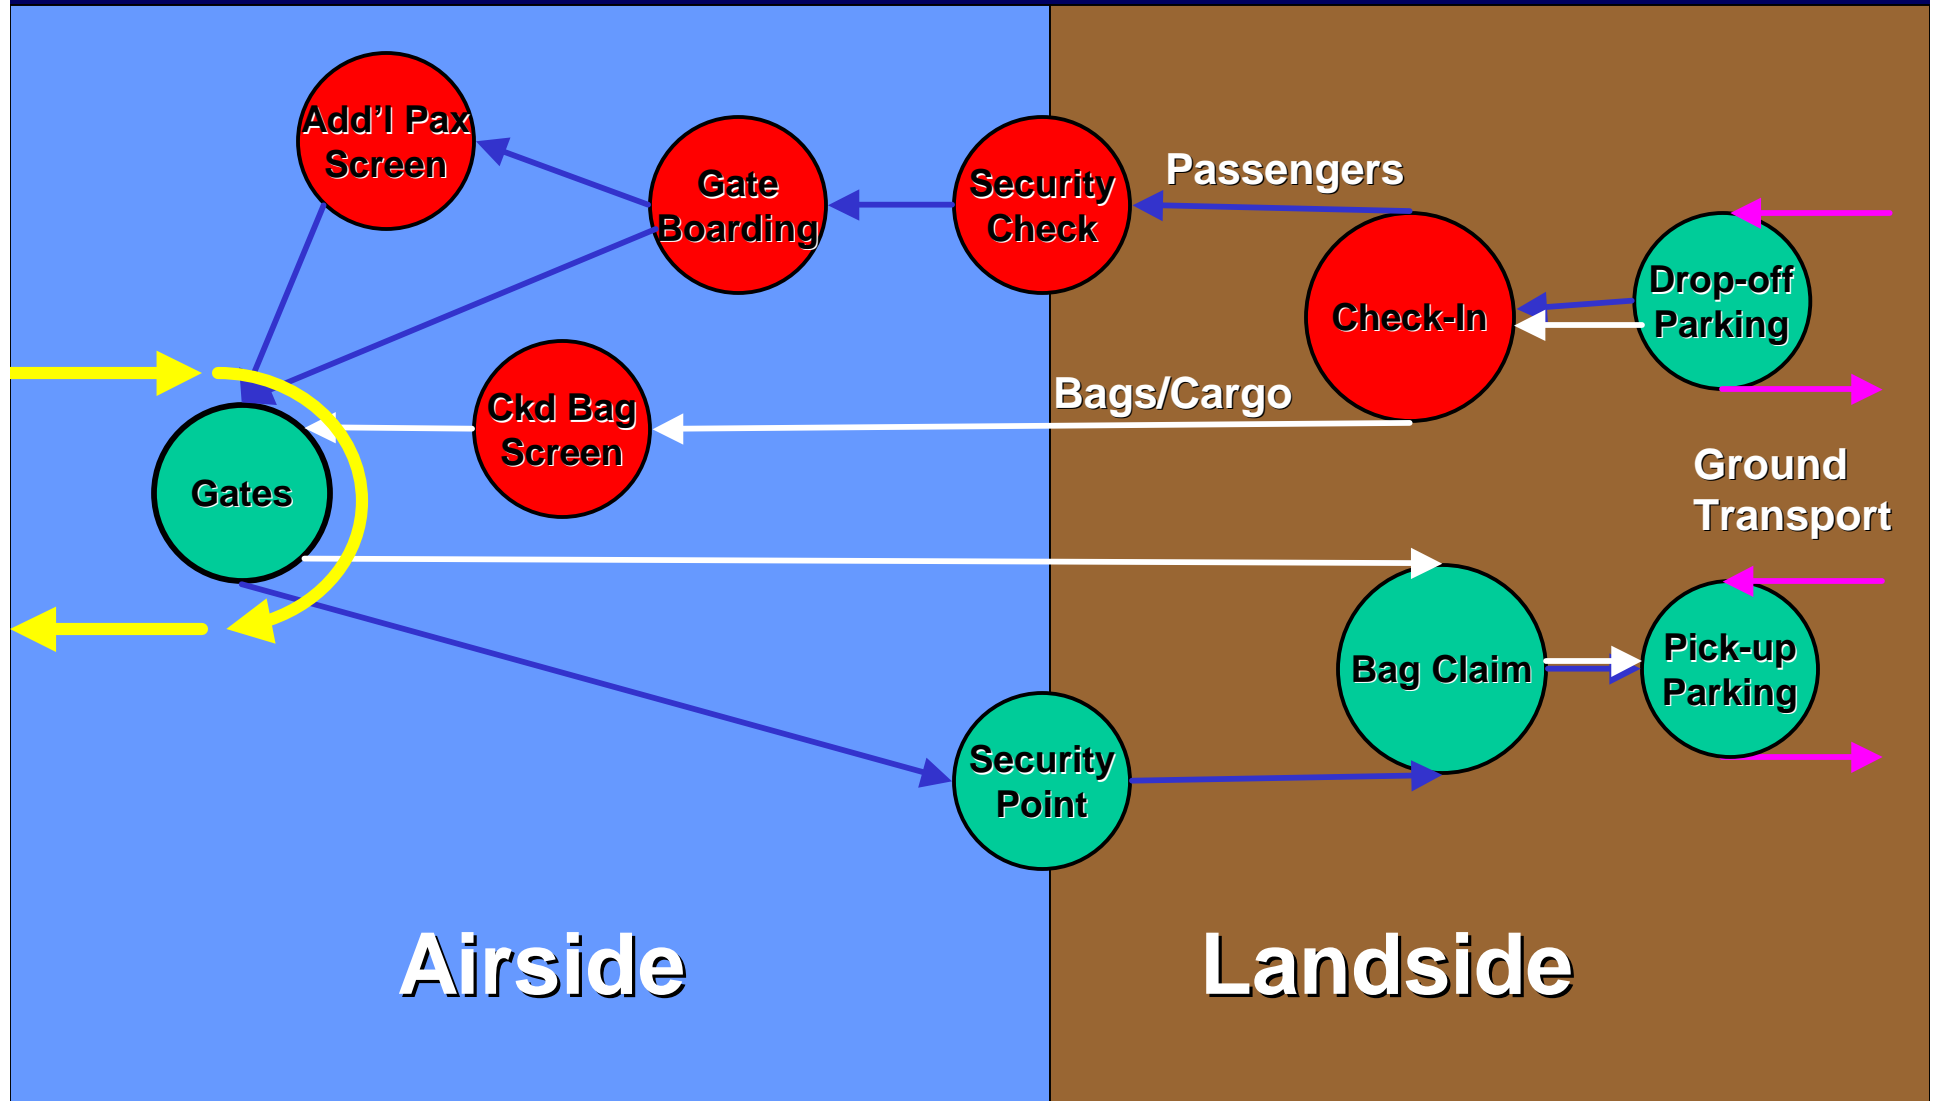 Add’l Pax
Screen
Gate
Boarding
Security
Check
Passengers
Check-In
Drop-off
Parking
Bags/Cargo
Ckd Bag
Screen
Gates
Ground
Transport
Bag Claim
Pick-up
Parking
Security
Point
Airside
Landside